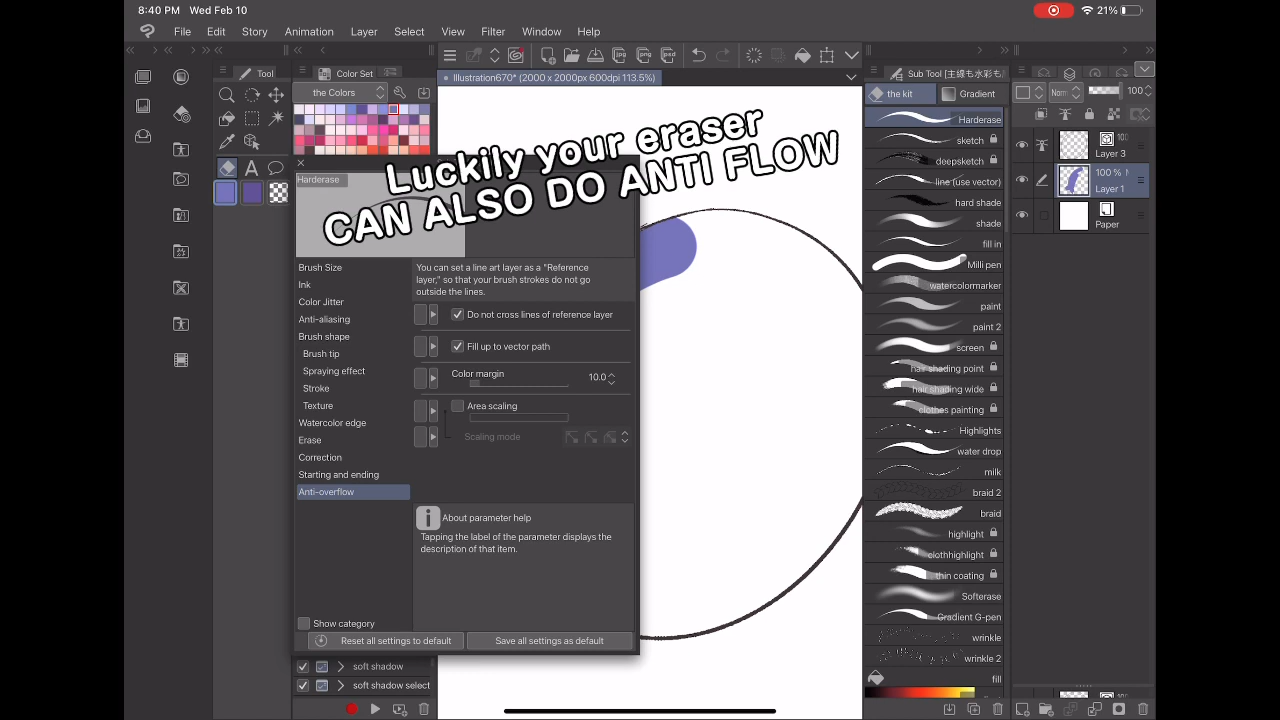 8:40 PM Wed Feb 10
21%
File Edit Story Animation Layer Select View Filter Window Help
Tool
Color Set
Illustration670* (2000 x 2000px 600dpi 113.5%)
Sub Tool [主線も水彩も
the Colors
the kit
Gradient
Norm
100
Luckily your eraser
CAN ALSO DO ANTI FLOW
Harderase
Brush Size
Ink
Color Jitter
Anti-aliasing
Brush shape
Brush tip
Spraying effect
Stroke
Texture
Watercolor edge
Erase
Correction
Starting and ending
Anti-overflow
Show category
You can set a line art layer as a "Reference
layer," so that your brush strokes do not go
outside the lines.
Do not cross lines of reference layer
Fill up to vector path
Color margin
10.0
Area scaling
Scaling mode
About parameter help
Tapping the label of the parameter displays the
description of that item.
Reset all settings to default
Save all settings as default
soft shadow
soft shadow select
Harderase
sketch
deepsketch
line (use vector)
hard shade
shade
fill in
Milli pen
watercolormarker
paint
paint 2
screen
hair shading point
hair shading wide
clothes painting
Highlights
water drop
milk
braid 2
braid
highlight
clothhighlight
thin coating
Softerase
Gradient G-pen
wrinkle
wrinkle 2
fill
Layer 3
100 %
Layer 1
Paper